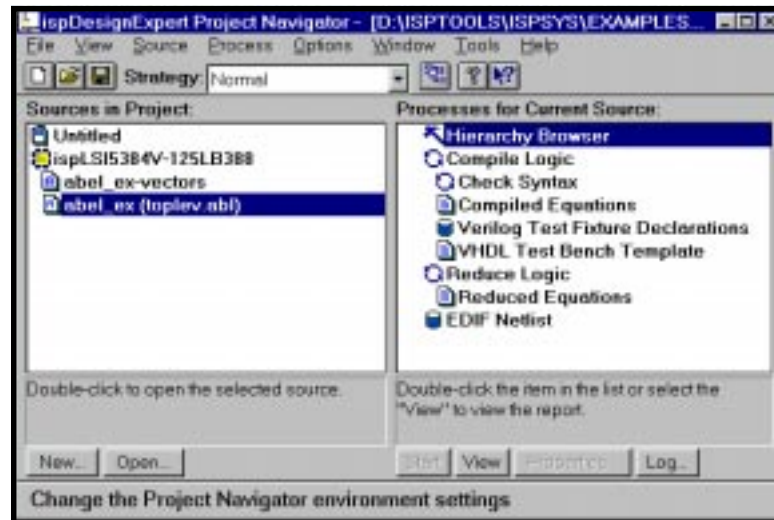 ispDesignExpert Project Navigator - [D:\ISPTOOLS\ISPSYS\EXAMPLES...
File View Source Process Options Window Tools Help
Strategy: Normal
Sources in Project:
Untitled
ispLSI5384V-125LB388
abel_ex-vectors
abel_ex (toplev.abl)
Processes for Current Source:
Hierarchy Browser
Compile Logic
Check Syntax
Compiled Equations
Verilog Test Fixture Declarations
VHDL Test Bench Template
Reduce Logic
Reduced Equations
EDIF Netlist
Double-click to open the selected source.
Double-click the item in the list or select the
"View" to view the report.
New... Open...
Start View Properties... Log...
Change the Project Navigator environment settings